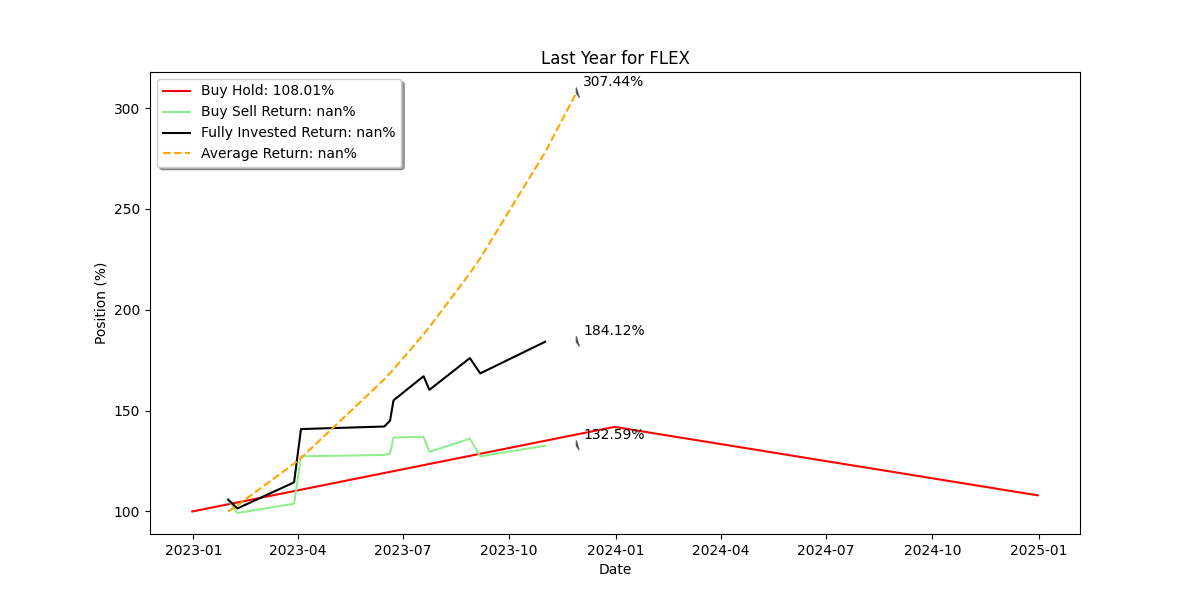 Last Year for FLEX
Buy Hold: 108.01%
Buy Sell Return: nan%
Fully Invested Return: nan%
Average Return: nan%
307.44%
184.12%
132.59%
Position (%)
300
250
200
150
100
2023-01 2023-04 2023-07 2023-10 2024-01 2024-04 2024-07 2024-10 2025-01
Date